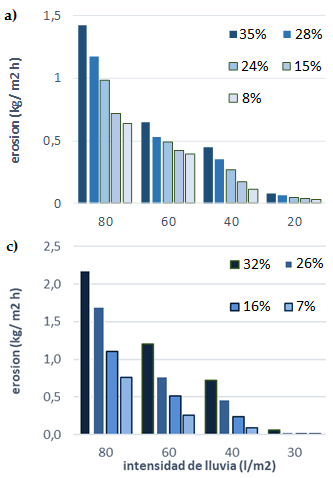 a)
1,5
1
0,5
0
erosion (kg/ m2 h)
35% 28%
24% 15%
8%
80 60 40 20
c)
2,5
2,0
1,5
1,0
0,5
0,0
erosion (kg/ m2 h)
32% 26%
16% 7%
80 60 40 30
intensidad de lluvia (l/m2)